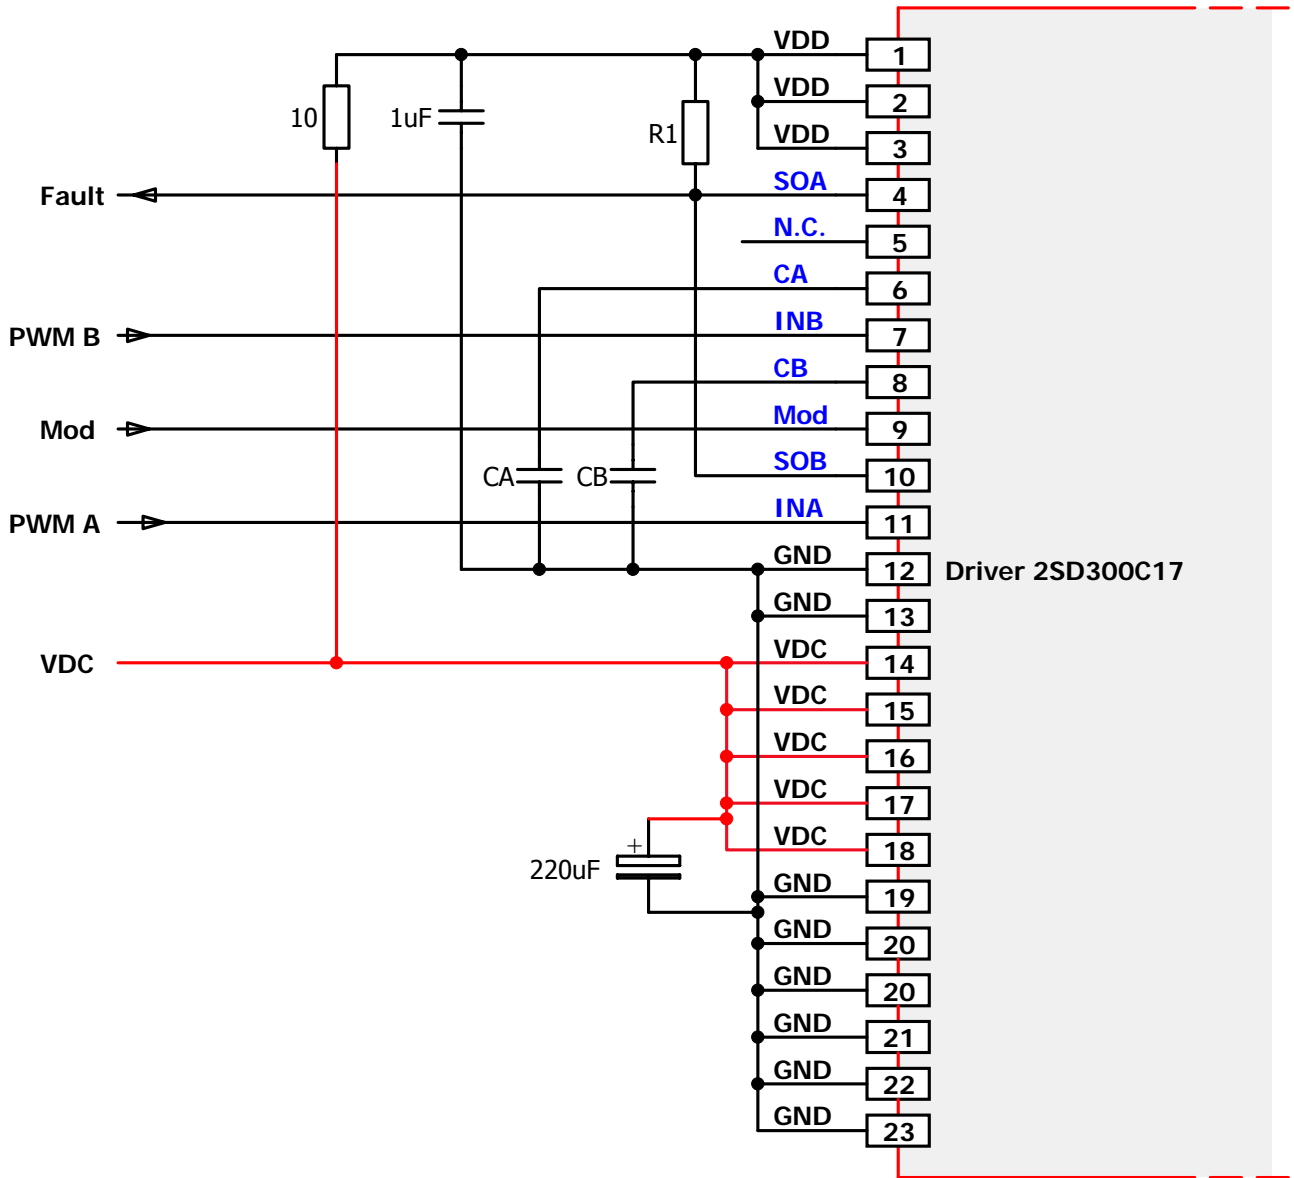 VDD 1
VDD 2
10 1uF R1 VDD 3
Fault SOA 4
N.C. 5
CA 6
PWM B INB 7
CB 8
Mod Mod 9
CA CB SOB 10
PWM A INA 11
GND 12 Driver 2SD300C17
GND 13
VDC VDC 14
VDC 15
VDC 16
VDC 17
+ VDC 18
220uF GND 19
GND 20
GND 20
GND 21
GND 22
GND 23